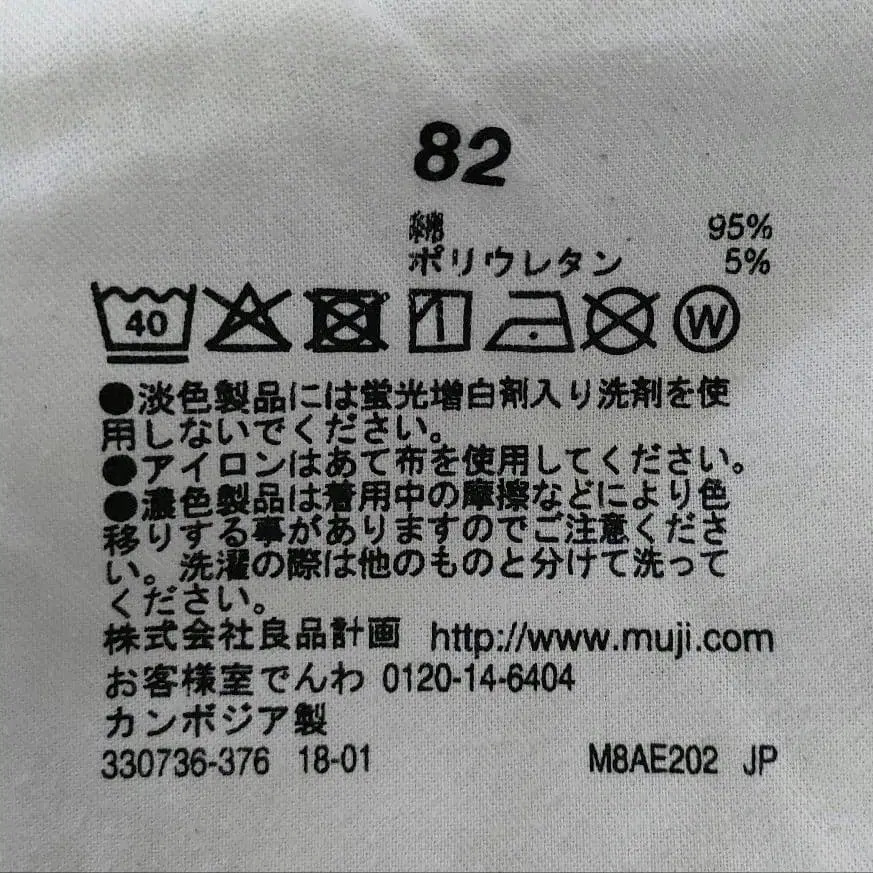 82
綿 95%
ポリウレタン 5%
40 W
●淡色製品には蛍光増白剤入り洗剤を使
用しないでください。
●アイロンはあて布を使用してください。
●濃色製品は着用中の摩擦などにより色
移りする事がありますのでご注意くださ
い。洗濯の際は他のものと分けて洗って
ください。
株式会社良品計画 http://www.muji.com
お客様室でんわ 0120-14-6404
カンボジア製
330736-376 18-01 M8AE202 JP